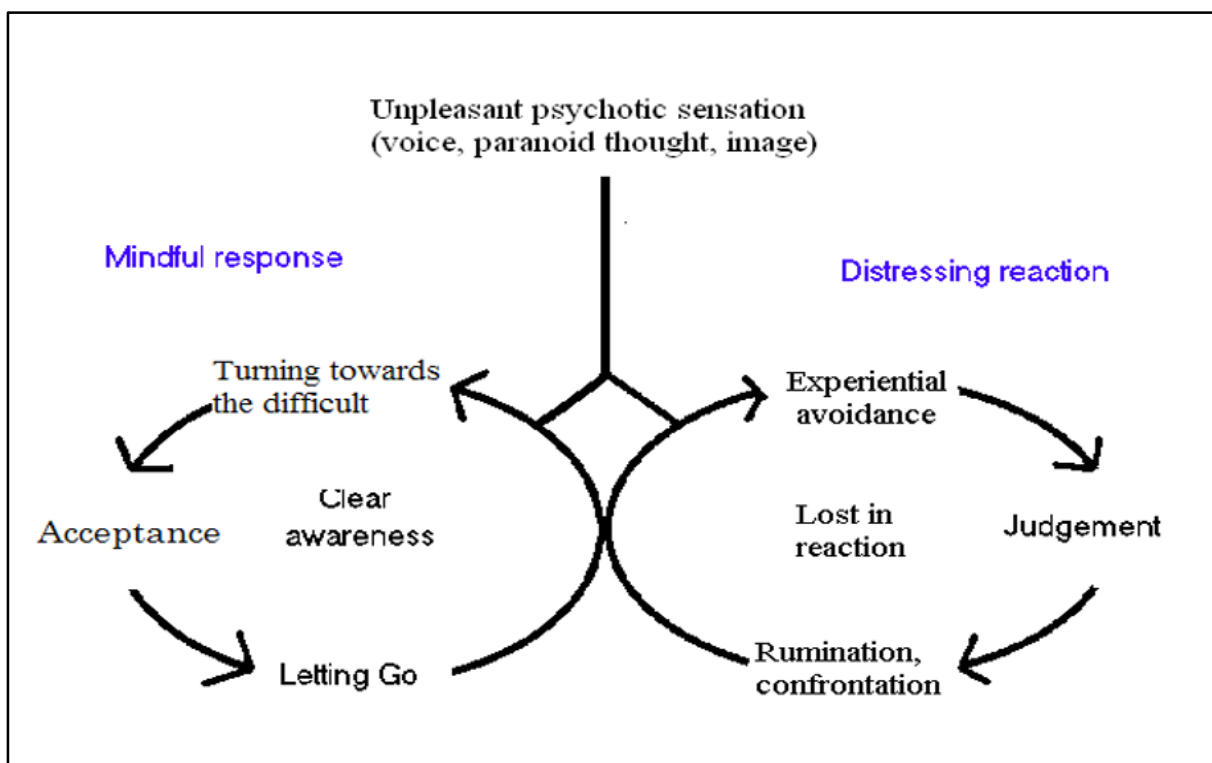 Unpleasant psychotic sensation
(voice, paranoid thought, image)
Mindful response
Distressing reaction
Turning towards
the difficult
Experiential
avoidance
Clear
awareness
Acceptance
Lost in
reaction
Judgement
Letting Go
Rumination,
confrontation